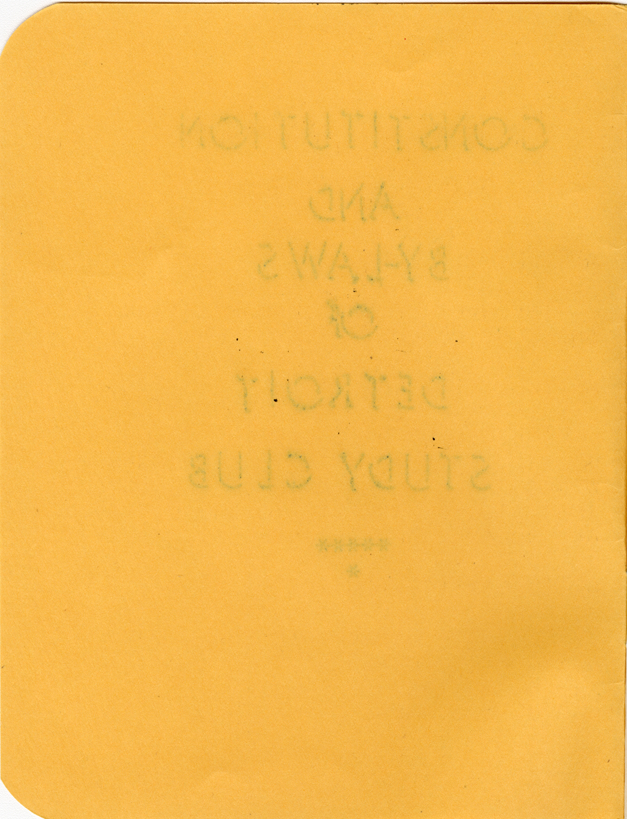 CONSTITUTION
AND
BY-LAWS
Of
DETROIT
STUDY CLUB
*****
*